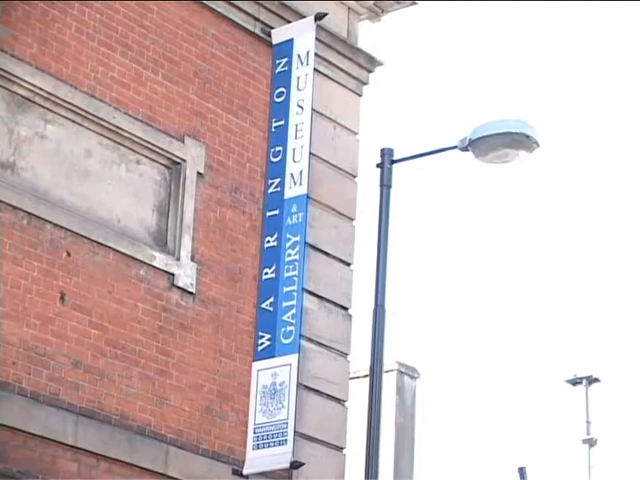 WARRINGTON
MUSEUM
& ART
GALLERY
WARRINGTON
BOROUGH
COUNCIL